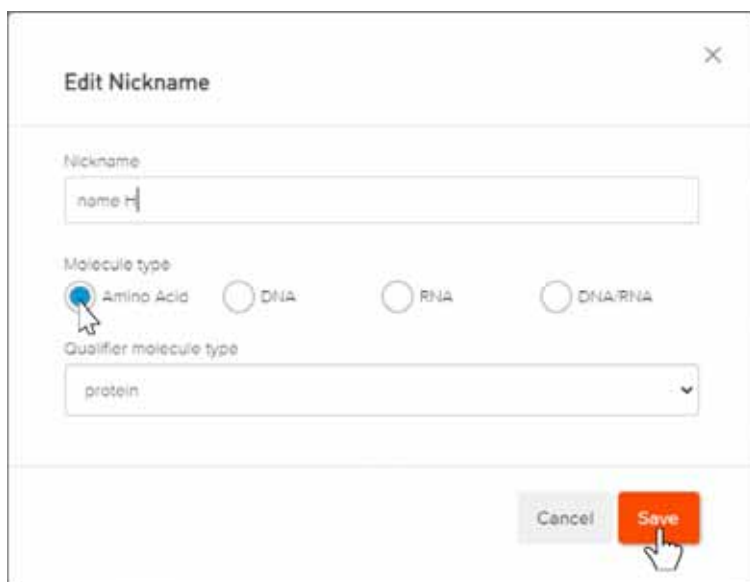 Edit Nickname
Nickname
name H
Molecule type
Amino Acid DNA RNA DNA/RNA
Qualifier molecule type
protein
Cancel Save